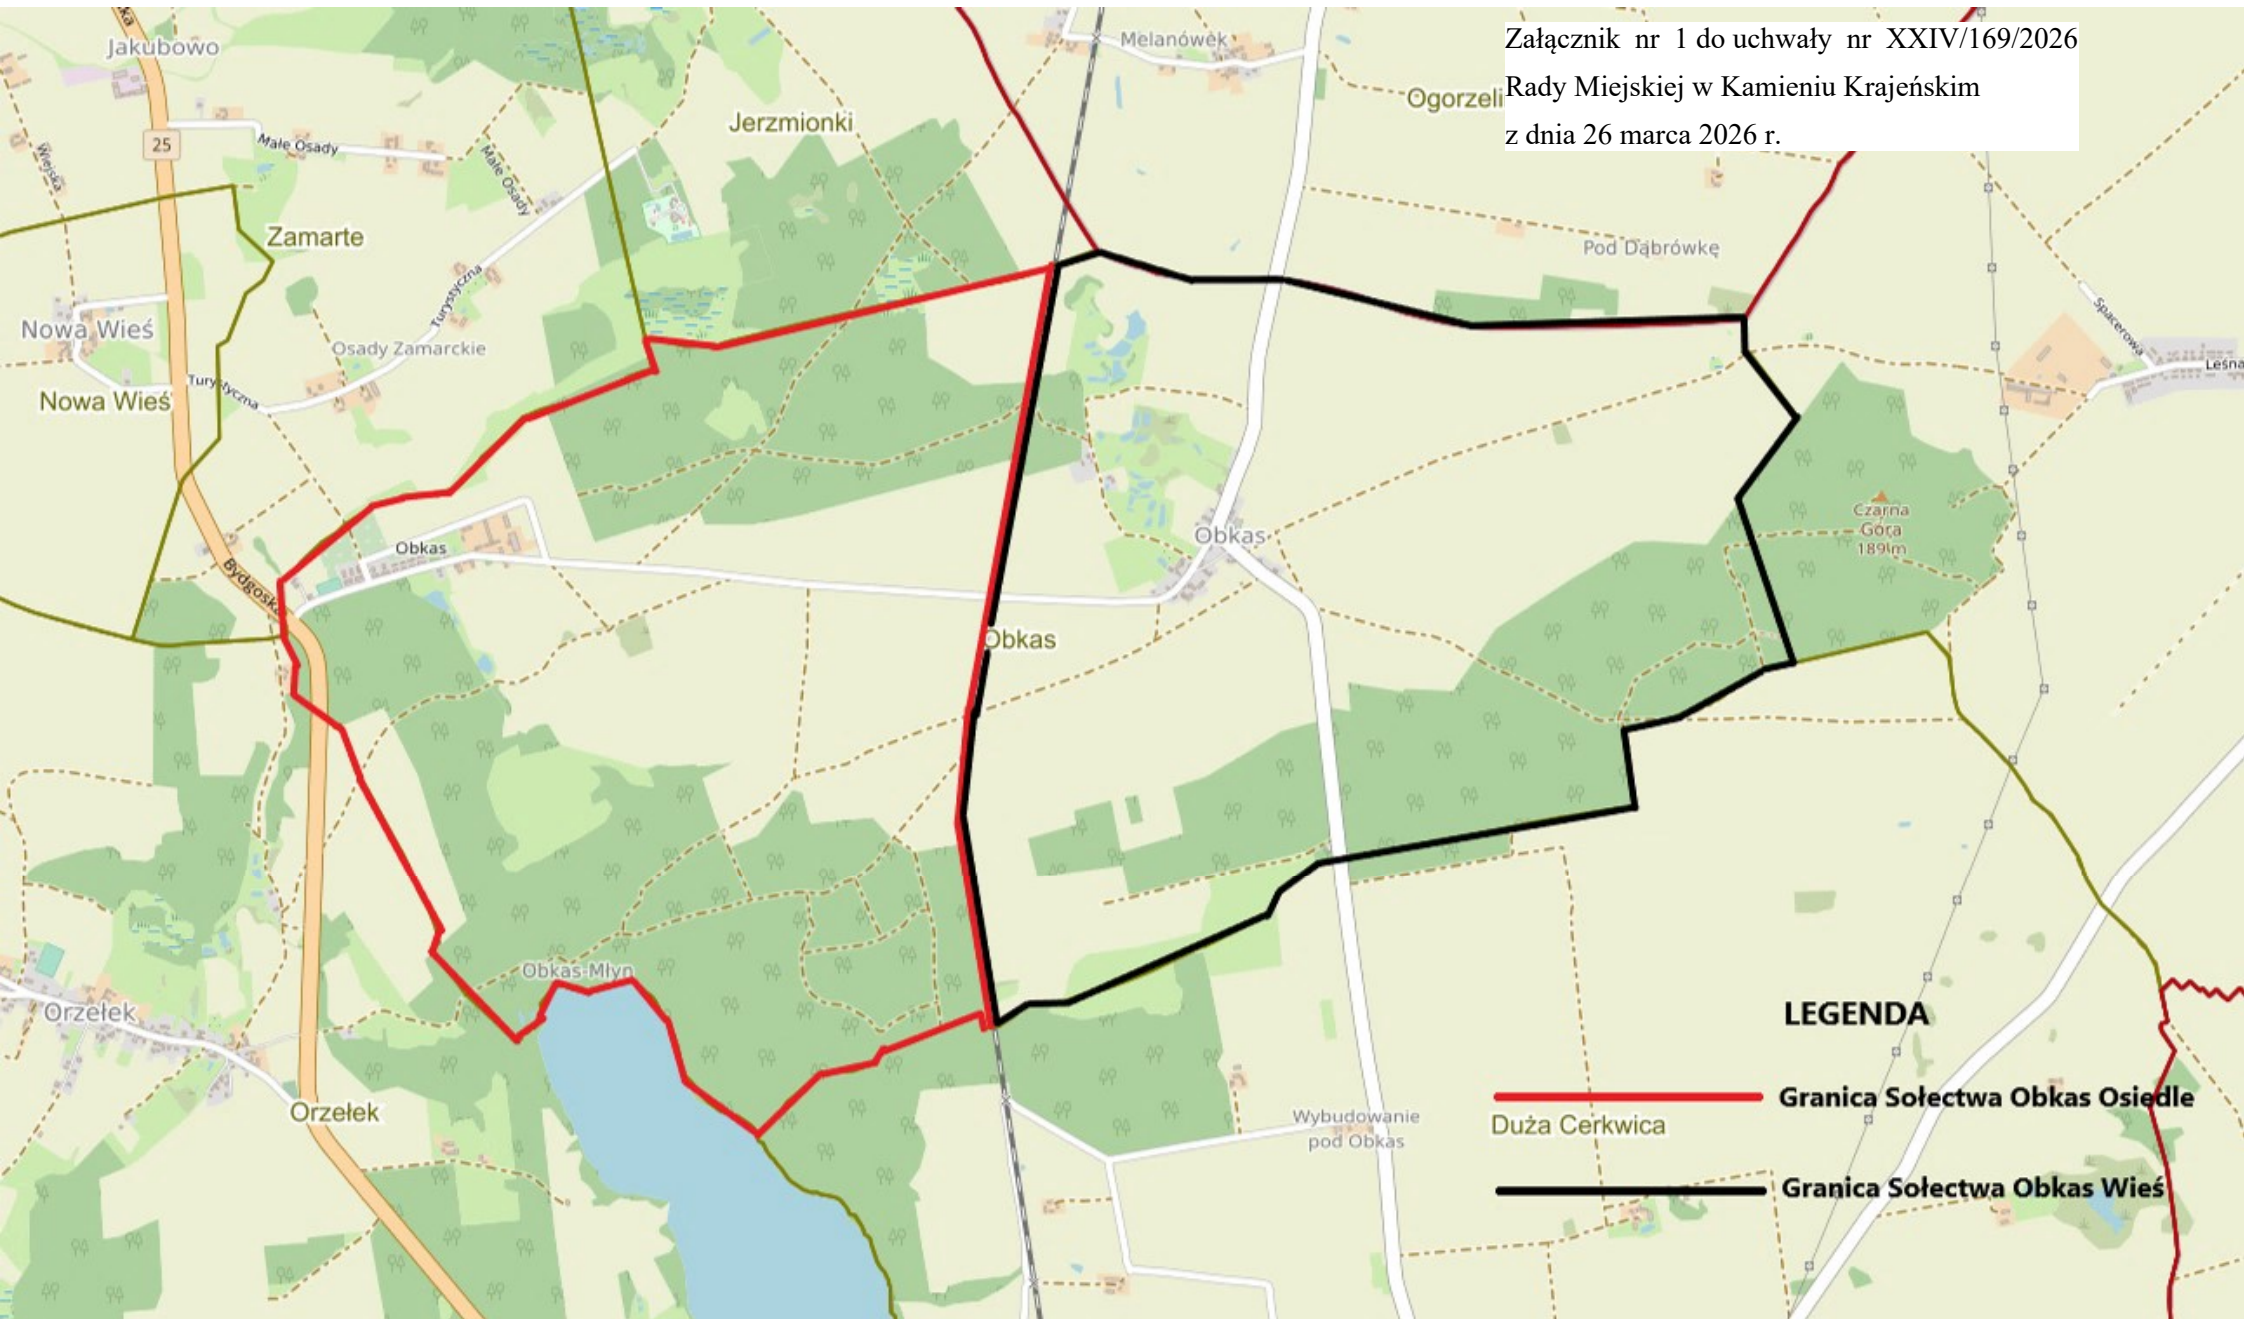 ska
Jakubowo
Melanówek
Załącznik nr 1 do uchwały nr XXIV/169/2026
Rady Miejskiej w Kamieniu Krajeńskim
z dnia 26 marca 2026 r.
Ogorzeli
Jerzmionki
25
Małe Osady
Małe Osady
Wiejska
Zamarte
Pod Dąbrówkę
Turystyczna
Nowa Wieś
Osady Zamarckie
Spacerowa
Leśna
Turystyczna
Nowa Wieś
Czarna
Góra
189 m
Obkas
Obkas
Bydgoska
Obkas
Obkas-Młyn
Orzełek
LEGENDA
Granica Sołectwa Obkas Osiedle
Orzełek
Wybudowanie
pod Obkas
Duża Cerkwica
Granica Sołectwa Obkas Wieś